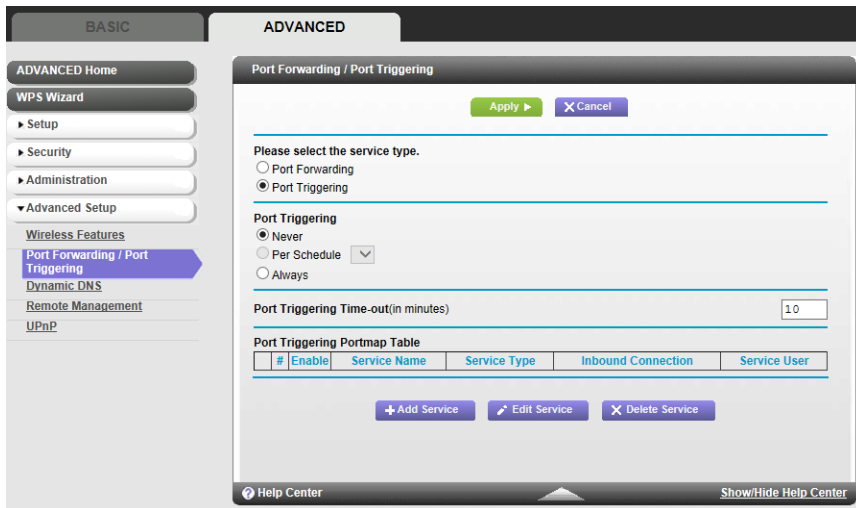 BASIC
ADVANCED
ADVANCED Home
WPS Wizard
Setup
Security
Administration
Advanced Setup
Wireless Features
Port Forwarding / Port
Triggering
Dynamic DNS
Remote Management
UPnP
Port Forwarding / Port Triggering
Apply
Cancel
Please select the service type.
Port Forwarding
Port Triggering
Port Triggering
Never
Per Schedule
Always
Port Triggering Time-out(in minutes) 10
Port Triggering Portmap Table
# Enable Service Name Service Type Inbound Connection Service User
Add Service Edit Service Delete Service
Help Center Show/Hide Help Center